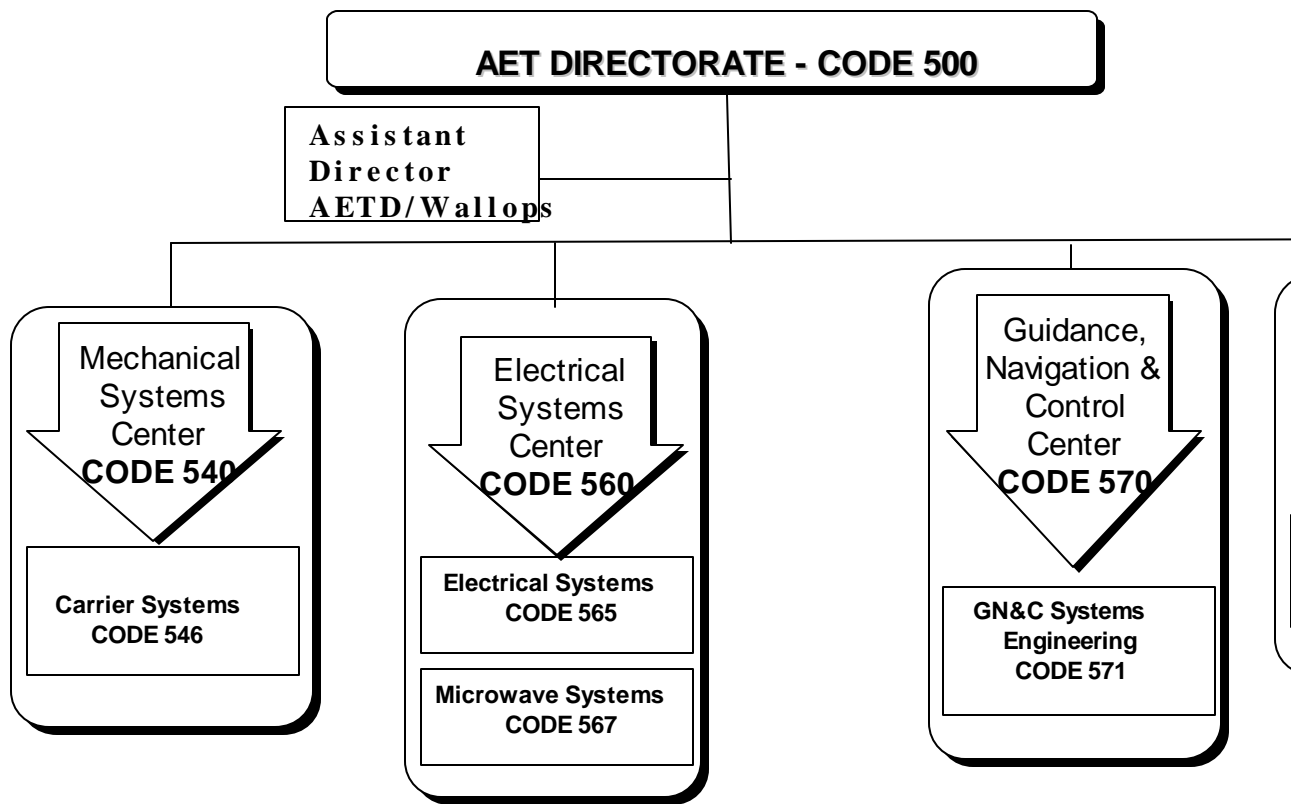 AET DIRECTORATE - CODE 500
Assistant
Director
AETD/Wallops
Mechanical
Systems
Center
CODE 540
Carrier Systems
CODE 546
Electrical
Systems
Center
CODE 560
Electrical Systems
CODE 565
Microwave Systems
CODE 567
Guidance,
Navigation &
Control
Center
CODE 570
GN&C Systems
Engineering
CODE 571